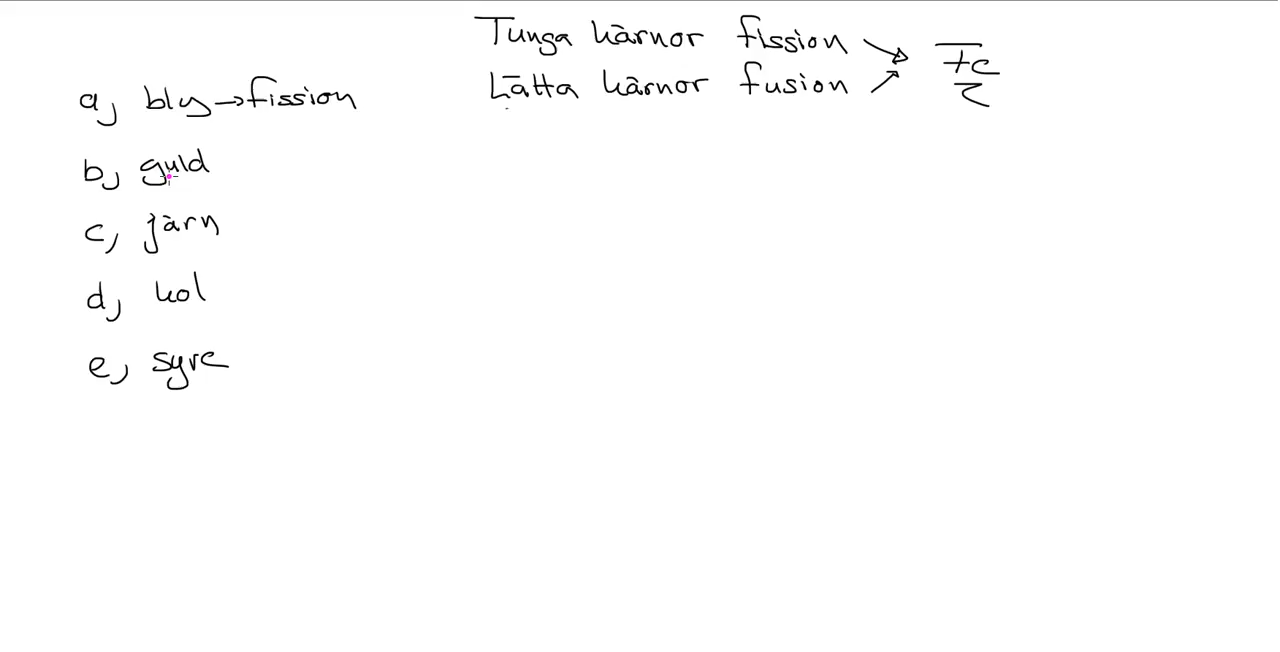 Tunga kärnor fission
Lätta kärnor fusion
Fe
a, bly → fission
b, guld
c, järn
d, kol
e, syre